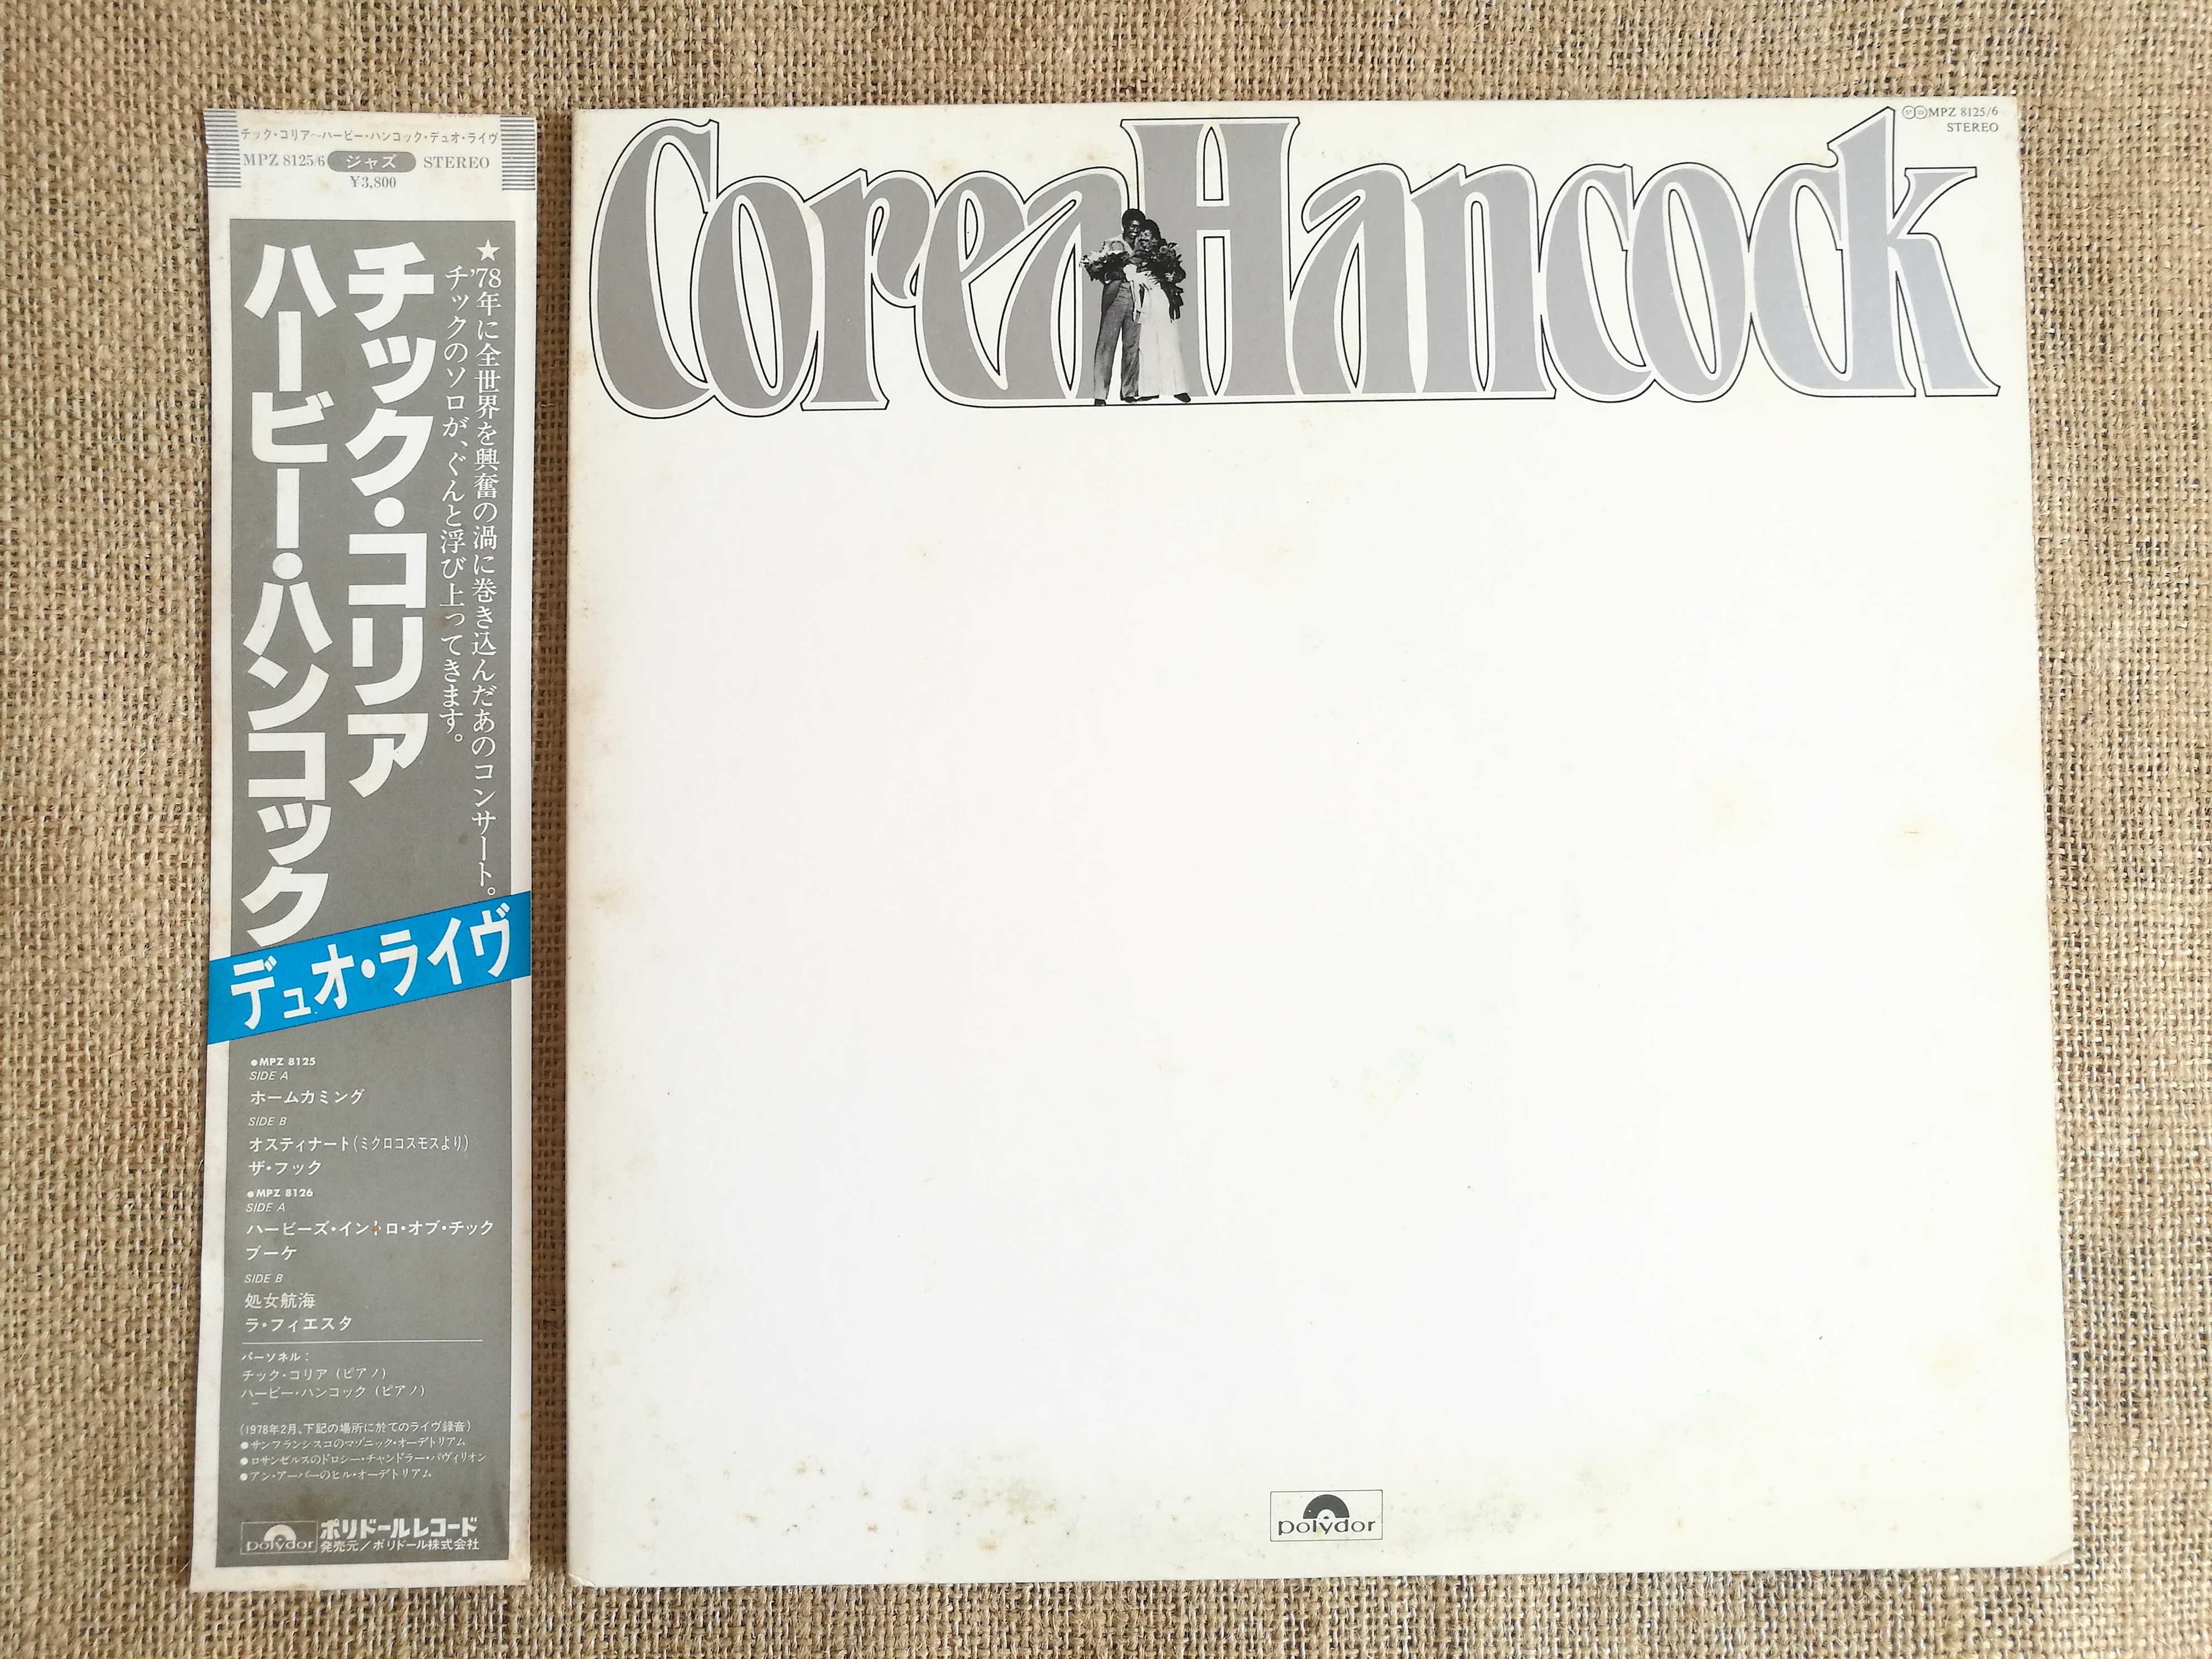 チック・コリア〜ハービー・ハンコック・デュオ・ライヴ
MPZ 8125/6 ジャズ STEREO
¥3,800
★'78年に全世界を興奮の渦に巻き込んだあのコンサート。
チックのソロが、ぐんと浮び上ってきます。
チック・コリア
ハービー・ハンコック
デュオ・ライヴ
●MPZ 8125
SIDE A
ホームカミング
SIDE B
オスティナート(ミクロコスモスより)
ザ・フック
●MPZ 8126
SIDE A
ハービーズ・イントロ・オブ・チック
ブーケ
SIDE B
処女航海
ラ・フィエスタ
パーソネル:
チック・コリア(ピアノ)
ハービー・ハンコック(ピアノ)
(1978年2月、下記の場所に於てのライヴ録音)
●サンフランシスコのマゾニック・オーデトリアム
●ロサンゼルスのドロシー・チャンドラー・パヴィリオン
●アン・アーバーのヒル・オーデトリアム
polydor ポリドールレコード
発売元/ポリドール株式会社
CoreaHancock
MPZ 8125/6
STEREO
polydor